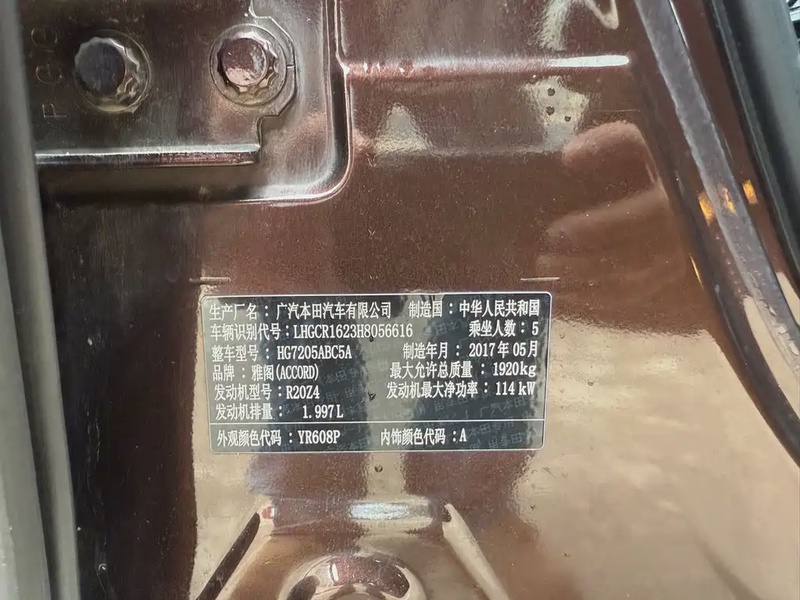 生产厂名：广汽本田汽车有限公司 制造国：中华人民共和国
车辆识别代号：LHGCR1623H8056616 乘坐人数：5
整车型号：HG7205ABC5A 制造年月：2017年05月
品牌：雅阁(ACCORD) 最大允许总质量：1920kg
发动机型号：R20Z4 发动机最大净功率：114kW
发动机排量：1.997L
外观颜色代码：YR608P 内饰颜色代码：A